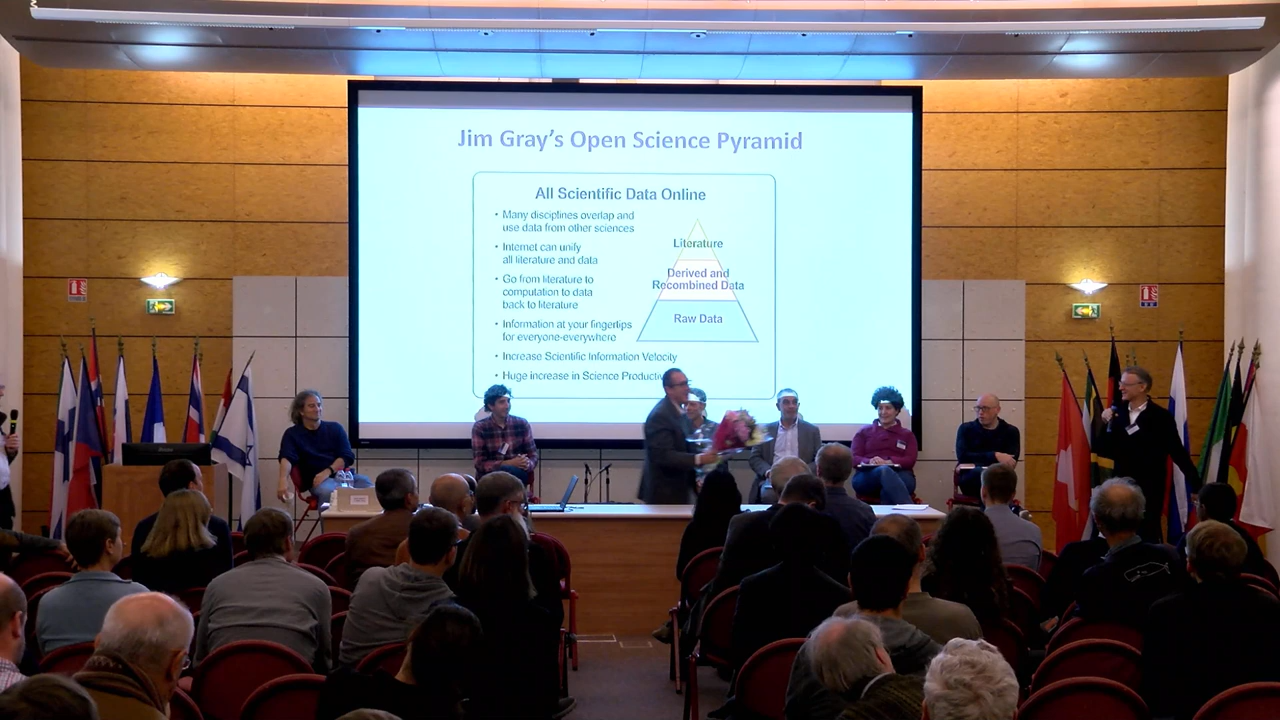 Jim Gray's Open Science Pyramid
All Scientific Data Online
• Many disciplines overlap and
use data from other sciences
• Internet can unify
all literature and data
• Go from literature to
computation to data
back to literature
• Information at your fingertips
for everyone-everywhere
• Increase Scientific Information Velocity
• Huge increase in Science
Literature
Derived and
Recombined Data
Raw Data